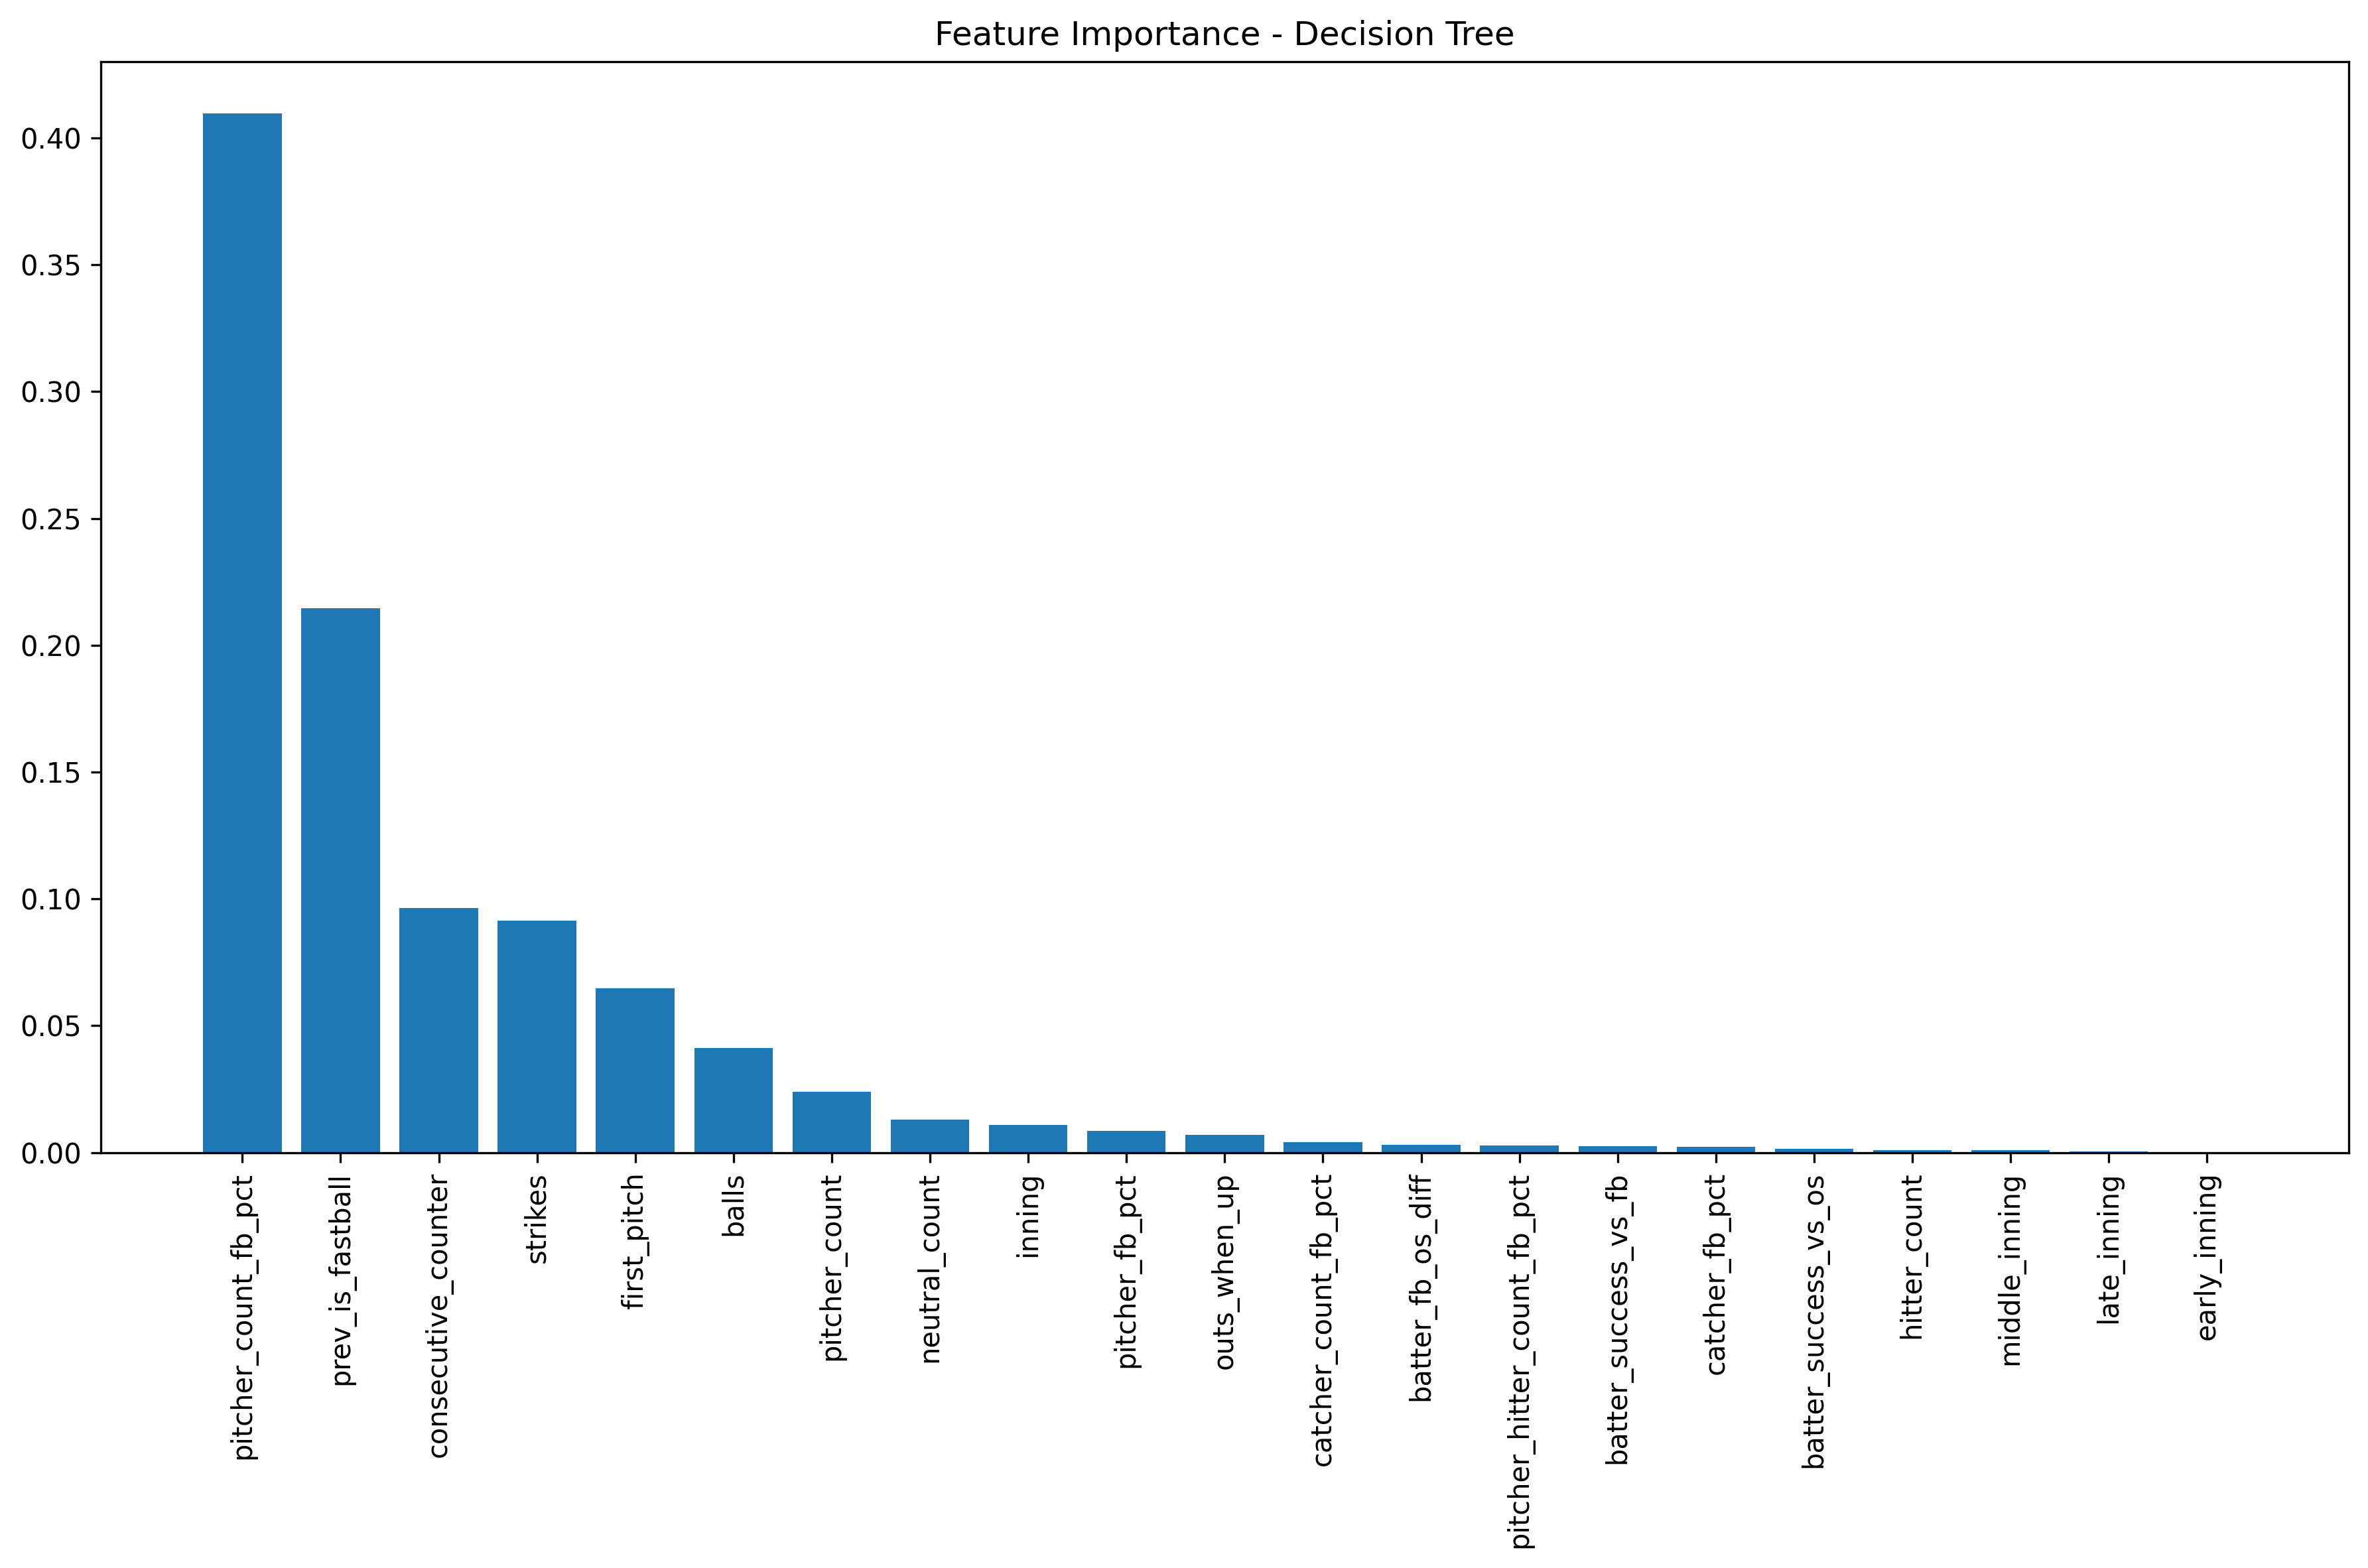 Feature Importance - Decision Tree
0.40
0.35
0.30
0.25
0.20
0.15
0.10
0.05
0.00
pitcher_count_fb_pct
prev_is_fastball
consecutive_counter
strikes
first_pitch
balls
pitcher_count
neutral_count
inning
pitcher_fb_pct
outs_when_up
catcher_count_fb_pct
batter_fb_os_diff
pitcher_hitter_count_fb_pct
batter_success_vs_fb
catcher_fb_pct
batter_success_vs_os
hitter_count
middle_inning
late_inning
early_inning